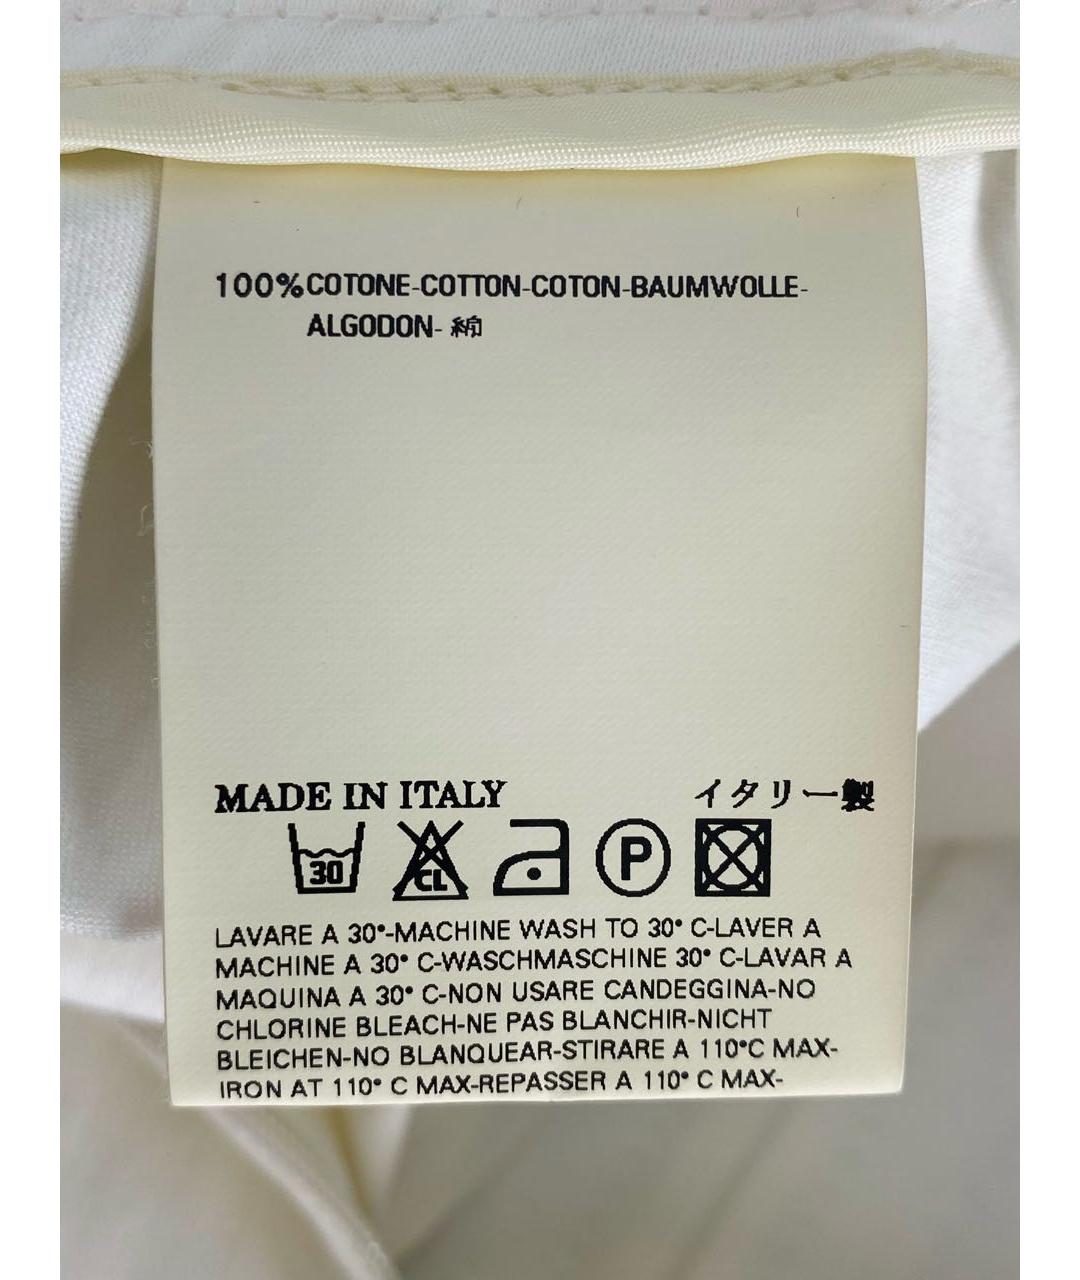 100%COTONE-COTTON-COTON-BAUMWOLLE-
ALGODON- 綿
MADE IN ITALY イタリー製
30 CL P
LAVARE A 30°-MACHINE WASH TO 30° C-LAVER A
MACHINE A 30° C-WASCHMASCHINE 30° C-LAVAR A
MAQUINA A 30° C-NON USARE CANDEGGINA-NO
CHLORINE BLEACH-NE PAS BLANCHIR-NICHT
BLEICHEN-NO BLANQUEAR-STIRARE A 110°C MAX-
IRON AT 110° C MAX-REPASSER A 110° C MAX-